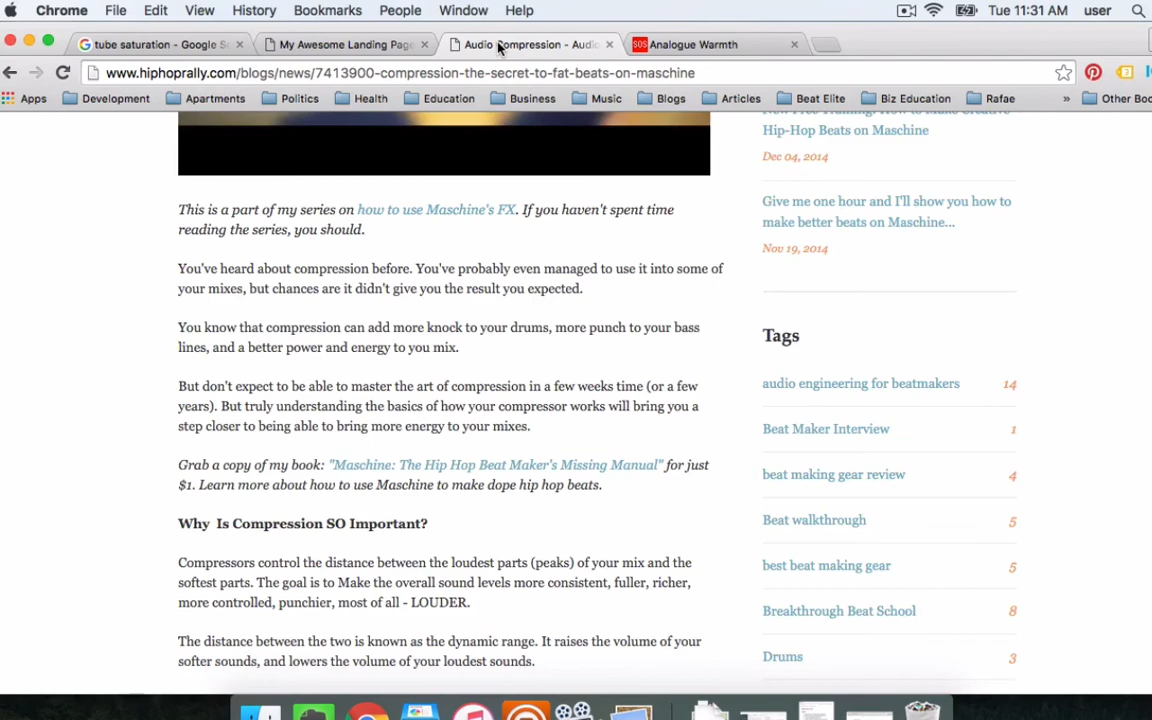 Chrome File Edit View History Bookmarks People Window Help Tue 11:31 AM user
tube saturation - Google S My Awesome Landing Page Audio Compression - Audio SOS Analogue Warmth
www.hiphoprally.com/blogs/news/7413900-compression-the-secret-to-fat-beats-on-maschine
Apps Development Apartments Politics Health Education Business Music Blogs Articles Beat Elite Biz Education Rafae » Other Boo
New Free Training: How to Make Creative
Hip-Hop Beats on Maschine
Dec 04, 2014
Give me one hour and I'll show you how to
make better beats on Maschine...
Nov 19, 2014
This is a part of my series on how to use Maschine's FX. If you haven't spent time
reading the series, you should.
You've heard about compression before. You've probably even managed to use it into some of
your mixes, but chances are it didn't give you the result you expected.
You know that compression can add more knock to your drums, more punch to your bass
lines, and a better power and energy to you mix.
But don't expect to be able to master the art of compression in a few weeks time (or a few
years). But truly understanding the basics of how your compressor works will bring you a
step closer to being able to bring more energy to your mixes.
Grab a copy of my book: "Maschine: The Hip Hop Beat Maker's Missing Manual" for just
$1. Learn more about how to use Maschine to make dope hip hop beats.
Why Is Compression SO Important?
Compressors control the distance between the loudest parts (peaks) of your mix and the
softest parts. The goal is to Make the overall sound levels more consistent, fuller, richer,
more controlled, punchier, most of all - LOUDER.
The distance between the two is known as the dynamic range. It raises the volume of your
softer sounds, and lowers the volume of your loudest sounds.
Tags
audio engineering for beatmakers 14
Beat Maker Interview 1
beat making gear review 4
Beat walkthrough 5
best beat making gear 5
Breakthrough Beat School 8
Drums 3